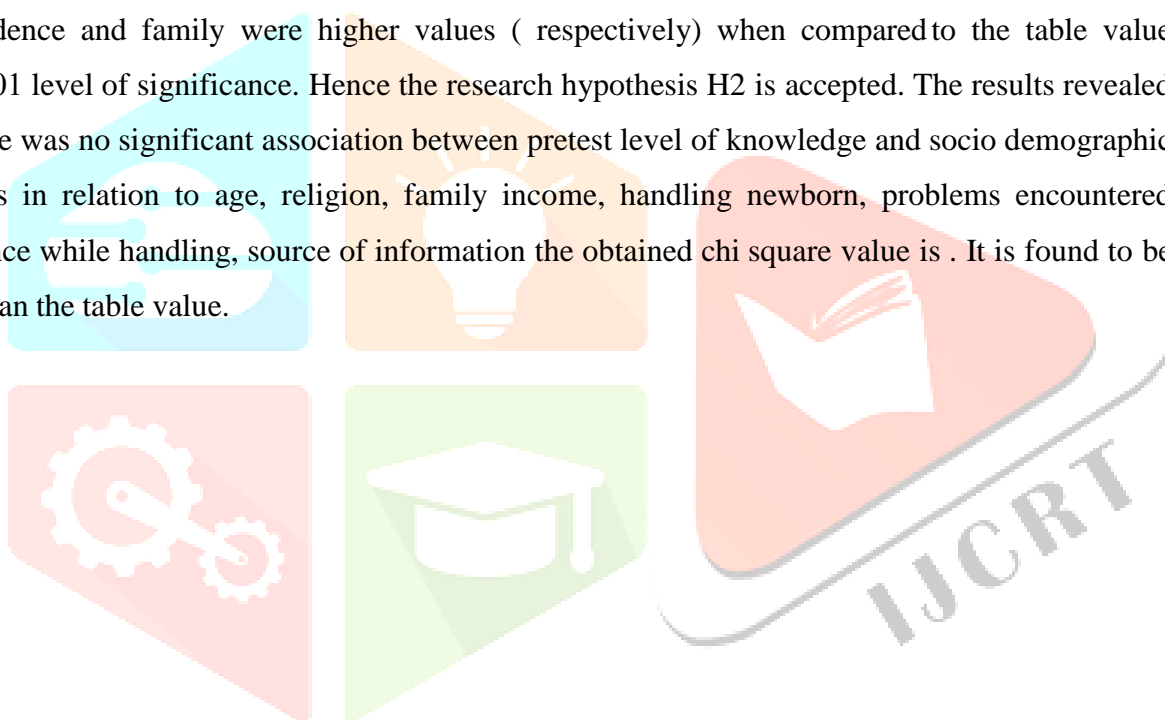 dence and family were higher values ( respectively) when compared to the table value
01 level of significance. Hence the research hypothesis H2 is accepted. The results revealed
e was no significant association between pretest level of knowledge and socio demographic
s in relation to age, religion, family income, handling newborn, problems encountered
nce while handling, source of information the obtained chi square value is . It is found to be
an the table value.
IJCRT